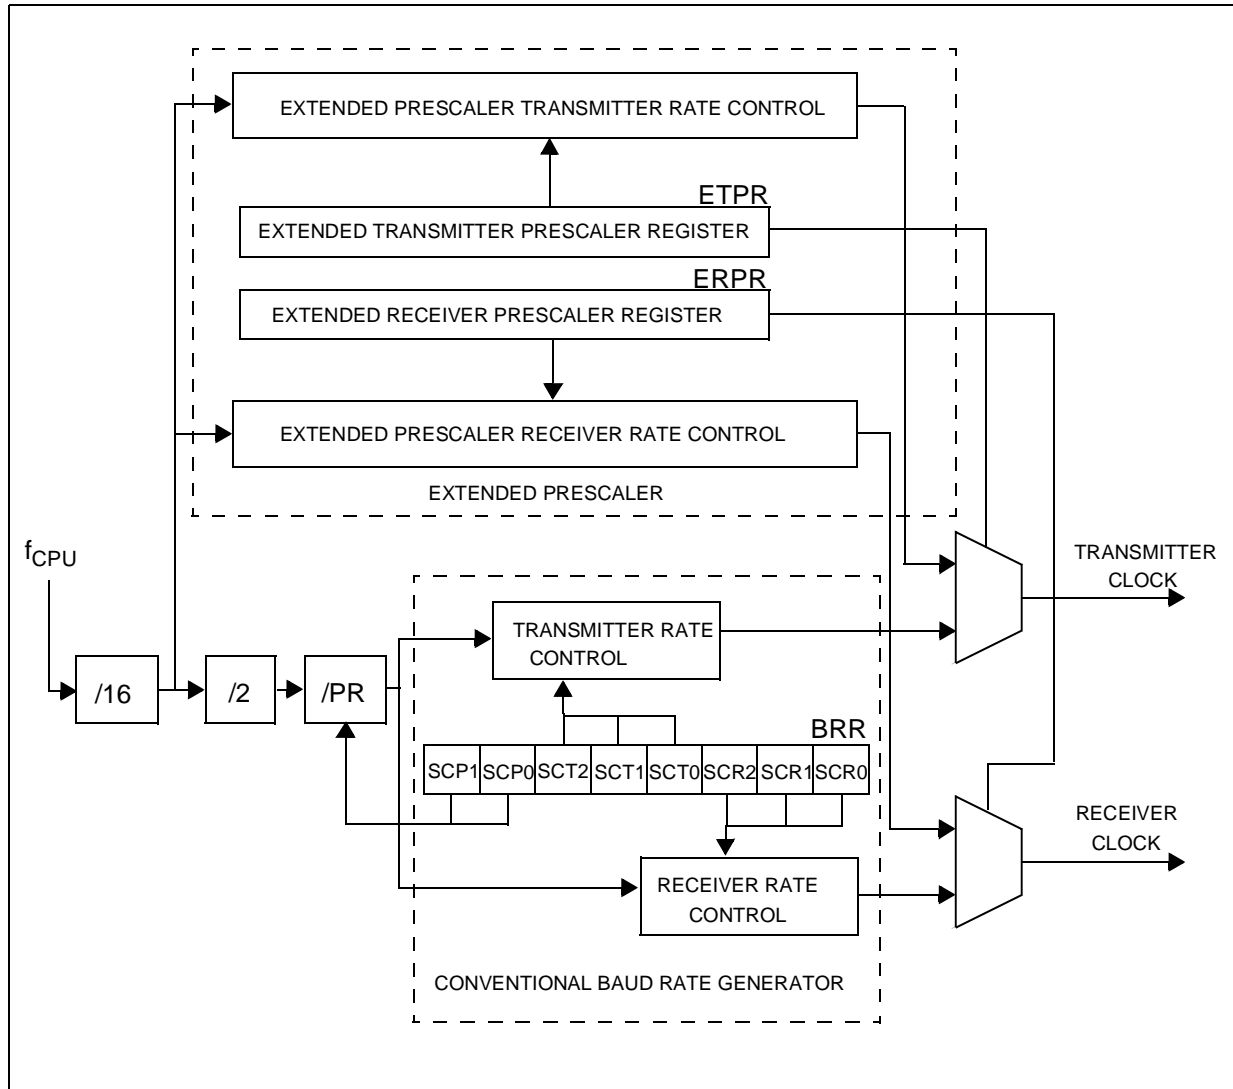 EXTENDED PRESCALER TRANSMITTER RATE CONTROL
ETPR
EXTENDED TRANSMITTER PRESCALER REGISTER
ERPR
EXTENDED RECEIVER PRESCALER REGISTER
EXTENDED PRESCALER RECEIVER RATE CONTROL
EXTENDED PRESCALER
fCPU
TRANSMITTER
CLOCK
TRANSMITTER RATE
CONTROL
/16
/2
/PR
BRR
SCP1 SCP0 SCT2 SCT1 SCT0 SCR2 SCR1 SCR0
RECEIVER
CLOCK
RECEIVER RATE
CONTROL
CONVENTIONAL BAUD RATE GENERATOR